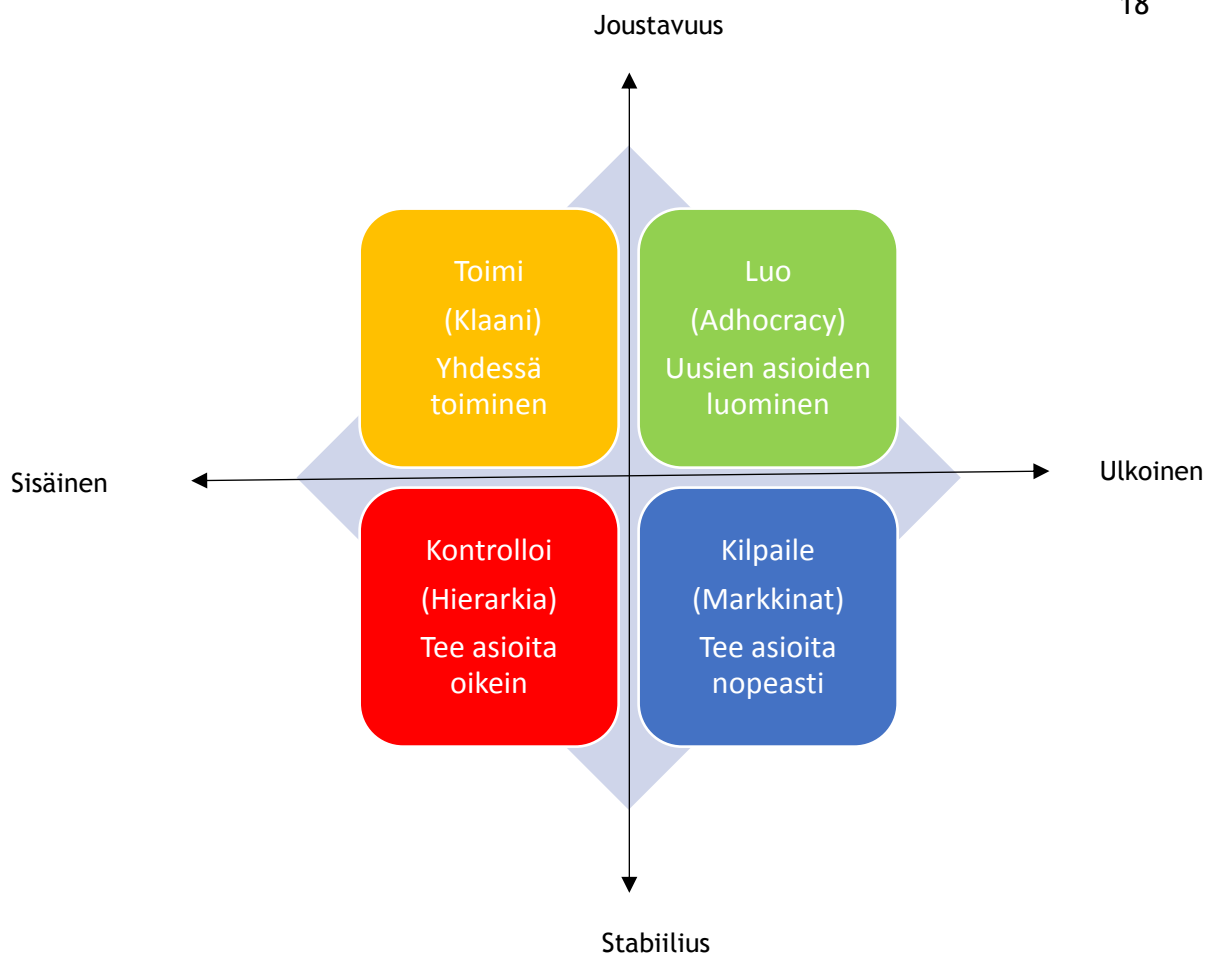 18
Joustavuus
Toimi
(Klaani)
Yhdessä
toiminen
Luo
(Adhocracy)
Uusien asioiden
luominen
Sisäinen
Ulkoinen
Kontrolloi
(Hierarkia)
Tee asioita
oikein
Kilpaile
(Markkinat)
Tee asioita
nopeasti
Stabiilius